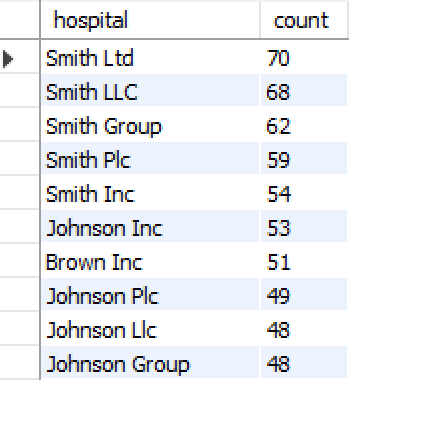 hospital count
Smith Ltd 70
Smith LLC 68
Smith Group 62
Smith Plc 59
Smith Inc 54
Johnson Inc 53
Brown Inc 51
Johnson Plc 49
Johnson Llc 48
Johnson Group 48